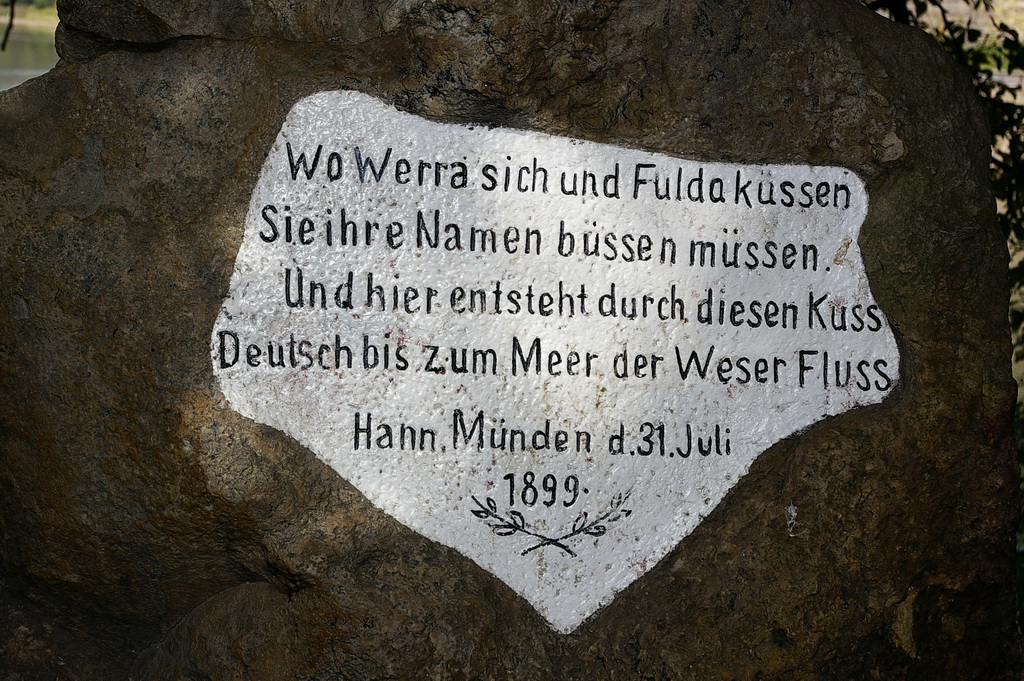 Wo Werra sich und Fulda küssen
Sie ihre Namen büssen müssen.
Und hier entsteht durch diesen Kuss
Deutsch bis zum Meer der Weser Fluss
Hann. Münden d. 31. Juli
1899.